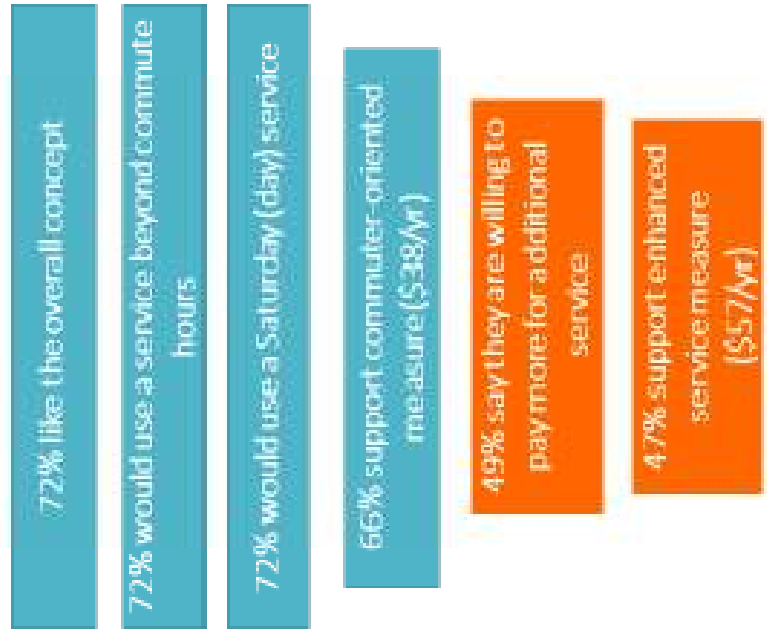 72% like the overall concept
72% would use a service beyond commute
hours
72% would use a Saturday (day) service
66% support commuter-oriented
measure ($38/yr)
49% say they are willing to
pay more for additional
service
47% support enhanced
service measure
($57/yr)